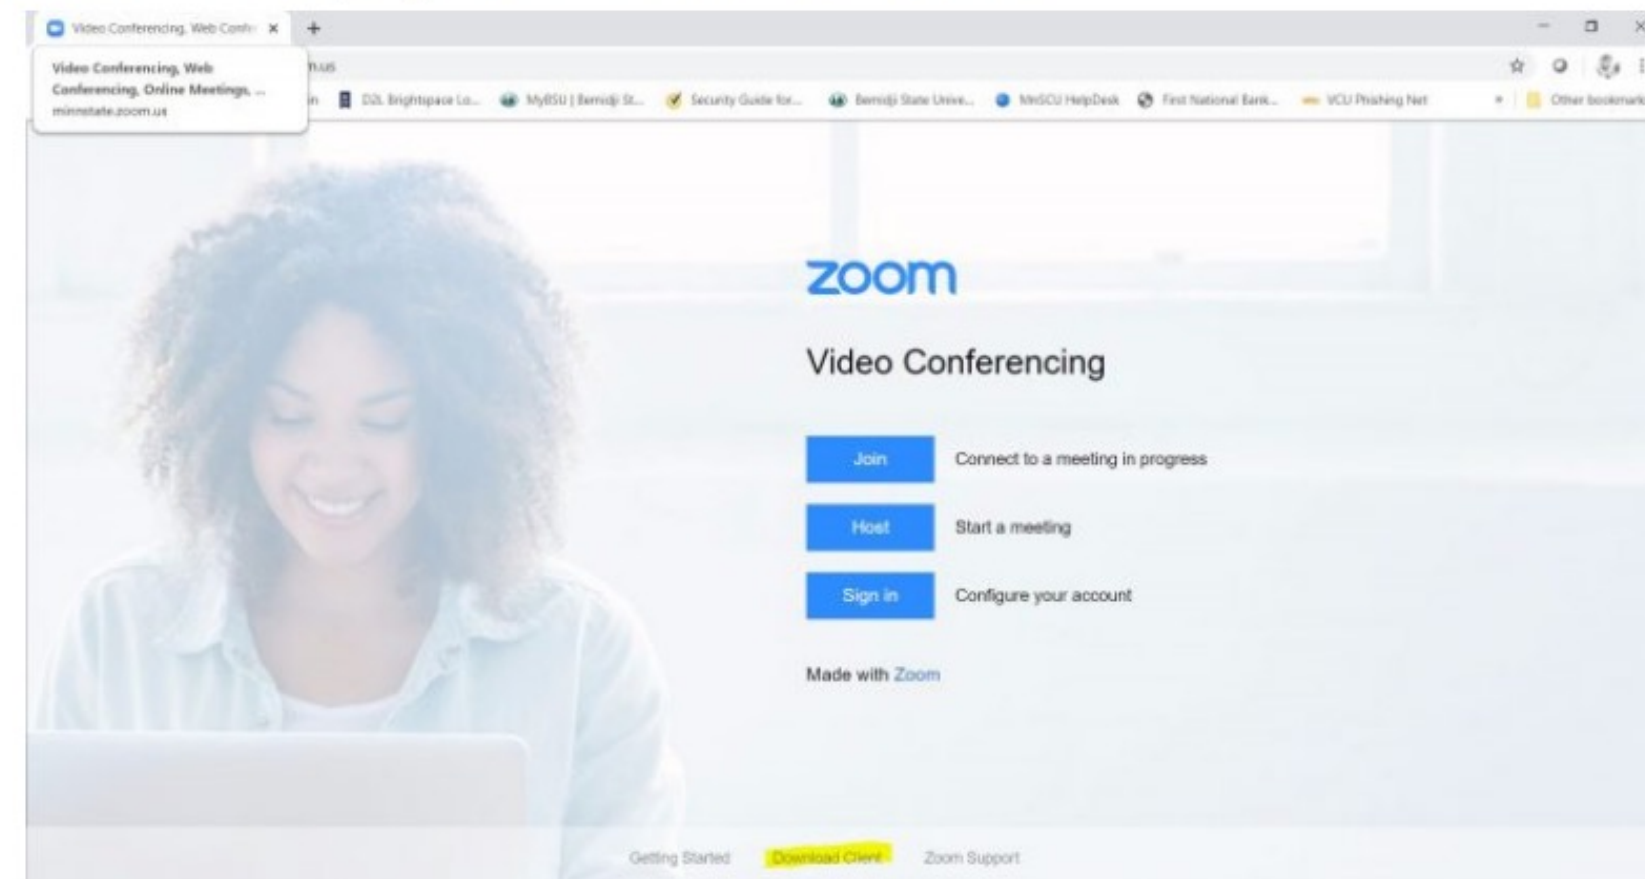 Video Conferencing, Web Confer
Video Conferencing, Web
Conferencing, Online Meetings, ...
minnstate.zoom.us
m.us
D2L Brightspace Lo...
MyBSU | Bemidji St...
Security Guide for...
Bemidji State Unive...
MnSCU HelpDesk
First National Bank...
VCU Phishing Net
»
Other bookmark
zoom
Video Conferencing
Join Connect to a meeting in progress
Host Start a meeting
Sign in Configure your account
Made with Zoom
Getting Started Download Client Zoom Support